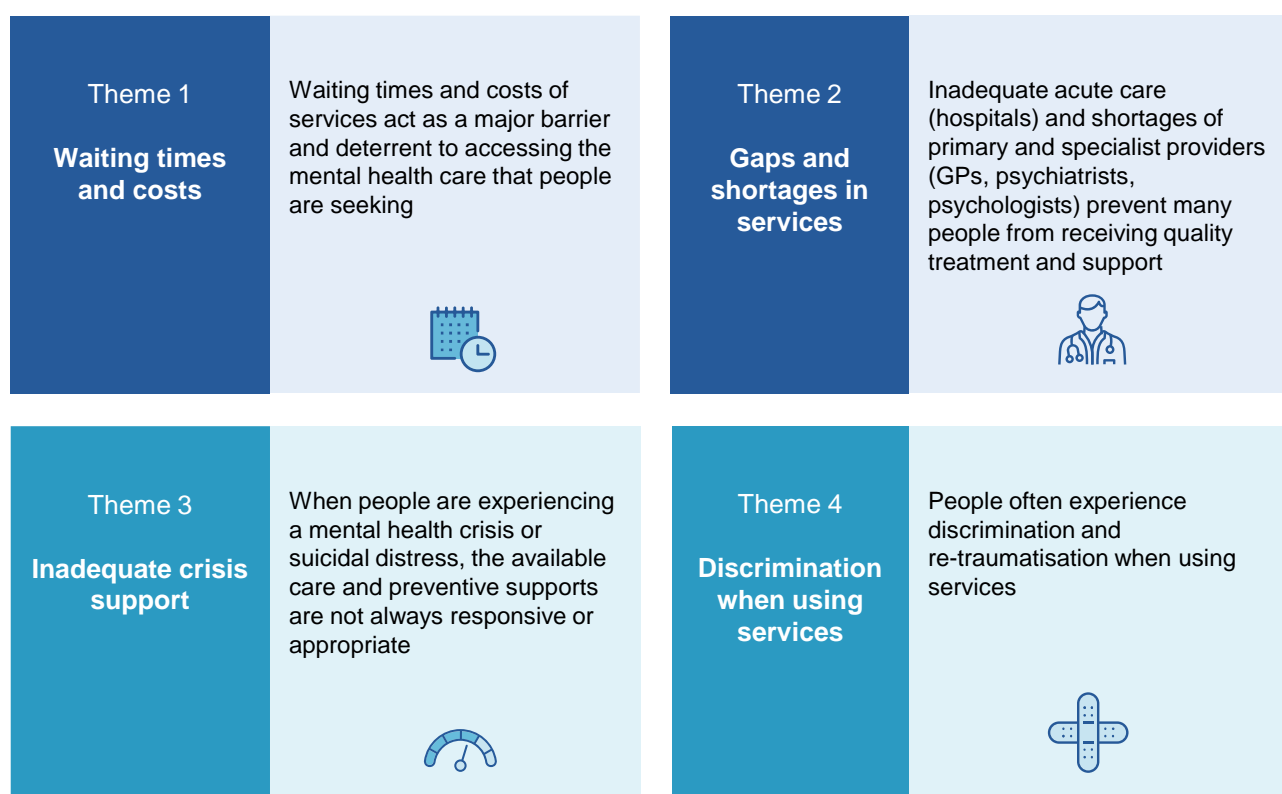 Theme 1
Waiting times
and costs
Waiting times and costs of
services act as a major barrier
and deterrent to accessing the
mental health care that people
are seeking
Theme 2
Gaps and
shortages in
services
Inadequate acute care
(hospitals) and shortages of
primary and specialist providers
(GPs, psychiatrists,
psychologists) prevent many
people from receiving quality
treatment and support
Theme 3
Inadequate crisis
support
When people are experiencing
a mental health crisis or
suicidal distress, the available
care and preventive supports
are not always responsive or
appropriate
Theme 4
Discrimination
when using
services
People often experience
discrimination and
re-traumatisation when using
services